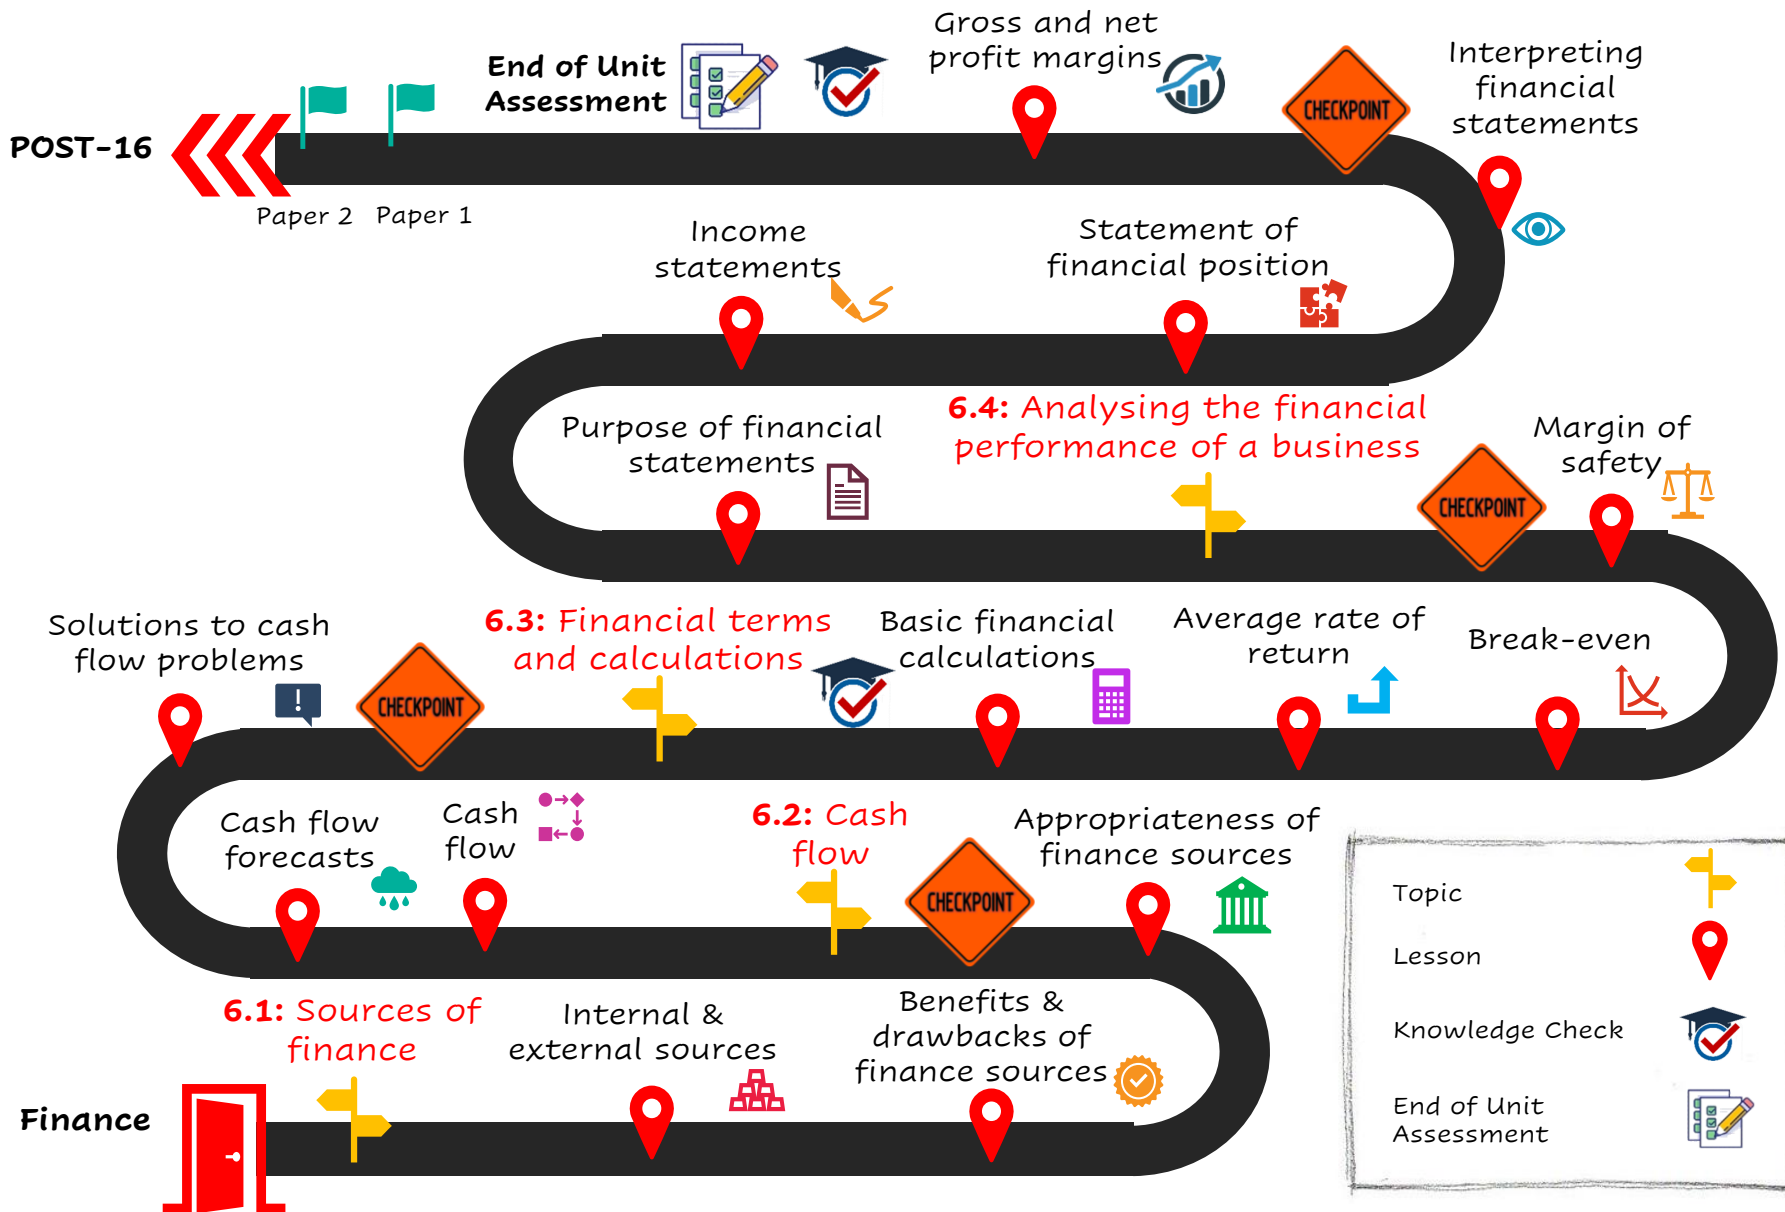 Gross and net
profit margins
Interpreting
financial
statements
End of Unit
Assessment
CHECKPOINT
POST-16
Paper 2
Paper 1
Income
statements
Statement of
financial position
Purpose of financial
statements
6.4: Analysing the financial
performance of a business
Margin of
safety
CHECKPOINT
Solutions to cash
flow problems
CHECKPOINT
6.3: Financial terms
and calculations
Basic financial
calculations
Average rate of
return
Break-even
Cash flow
forecasts
Cash
flow
6.2: Cash
flow
CHECKPOINT
Appropriateness of
finance sources
6.1: Sources of
finance
Internal &
external sources
Benefits &
drawbacks of
finance sources
Finance
Topic
Lesson
Knowledge Check
End of Unit
Assessment